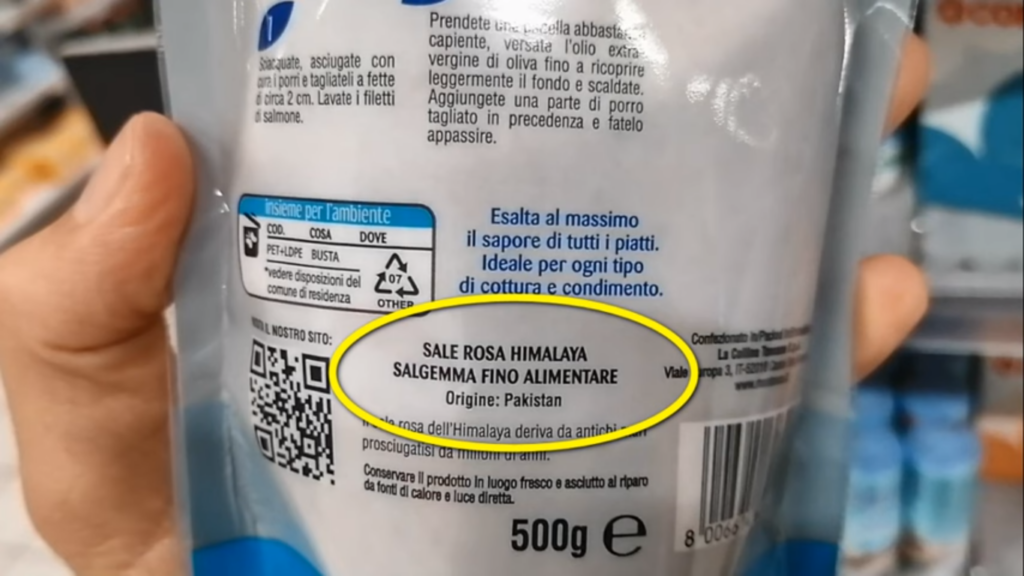 1
Sciacquate, asciugate con
cura i porri e tagliateli a fette
di circa 2 cm. Lavate i filetti
di salmone.
Prendete una padella abbastanza
capiente, versate l'olio extra
vergine di oliva fino a ricoprire
leggermente il fondo e scaldate.
Aggiungete una parte di porro
tagliato in precedenza e fatelo
appassire.
insieme per l'ambiente
COD. COSA DOVE
PET+LDPE BUSTA
*vedere disposizioni del
comune di residenza
07
OTHER
Esalta al massimo
il sapore di tutti i piatti.
Ideale per ogni tipo
di cottura e condimento.
IL NOSTRO SITO:
SALE ROSA HIMALAYA
SALGEMMA FINO ALIMENTARE
Origine: Pakistan
rosa dell'Himalaya deriva da antichi
prosciugatisi da milioni di anni.
Conservare il prodotto in luogo fresco e asciutto al riparo
da fonti di calore e luce diretta.
500g e
Confezionato
La Collina Toscana
Viale Europa 3,